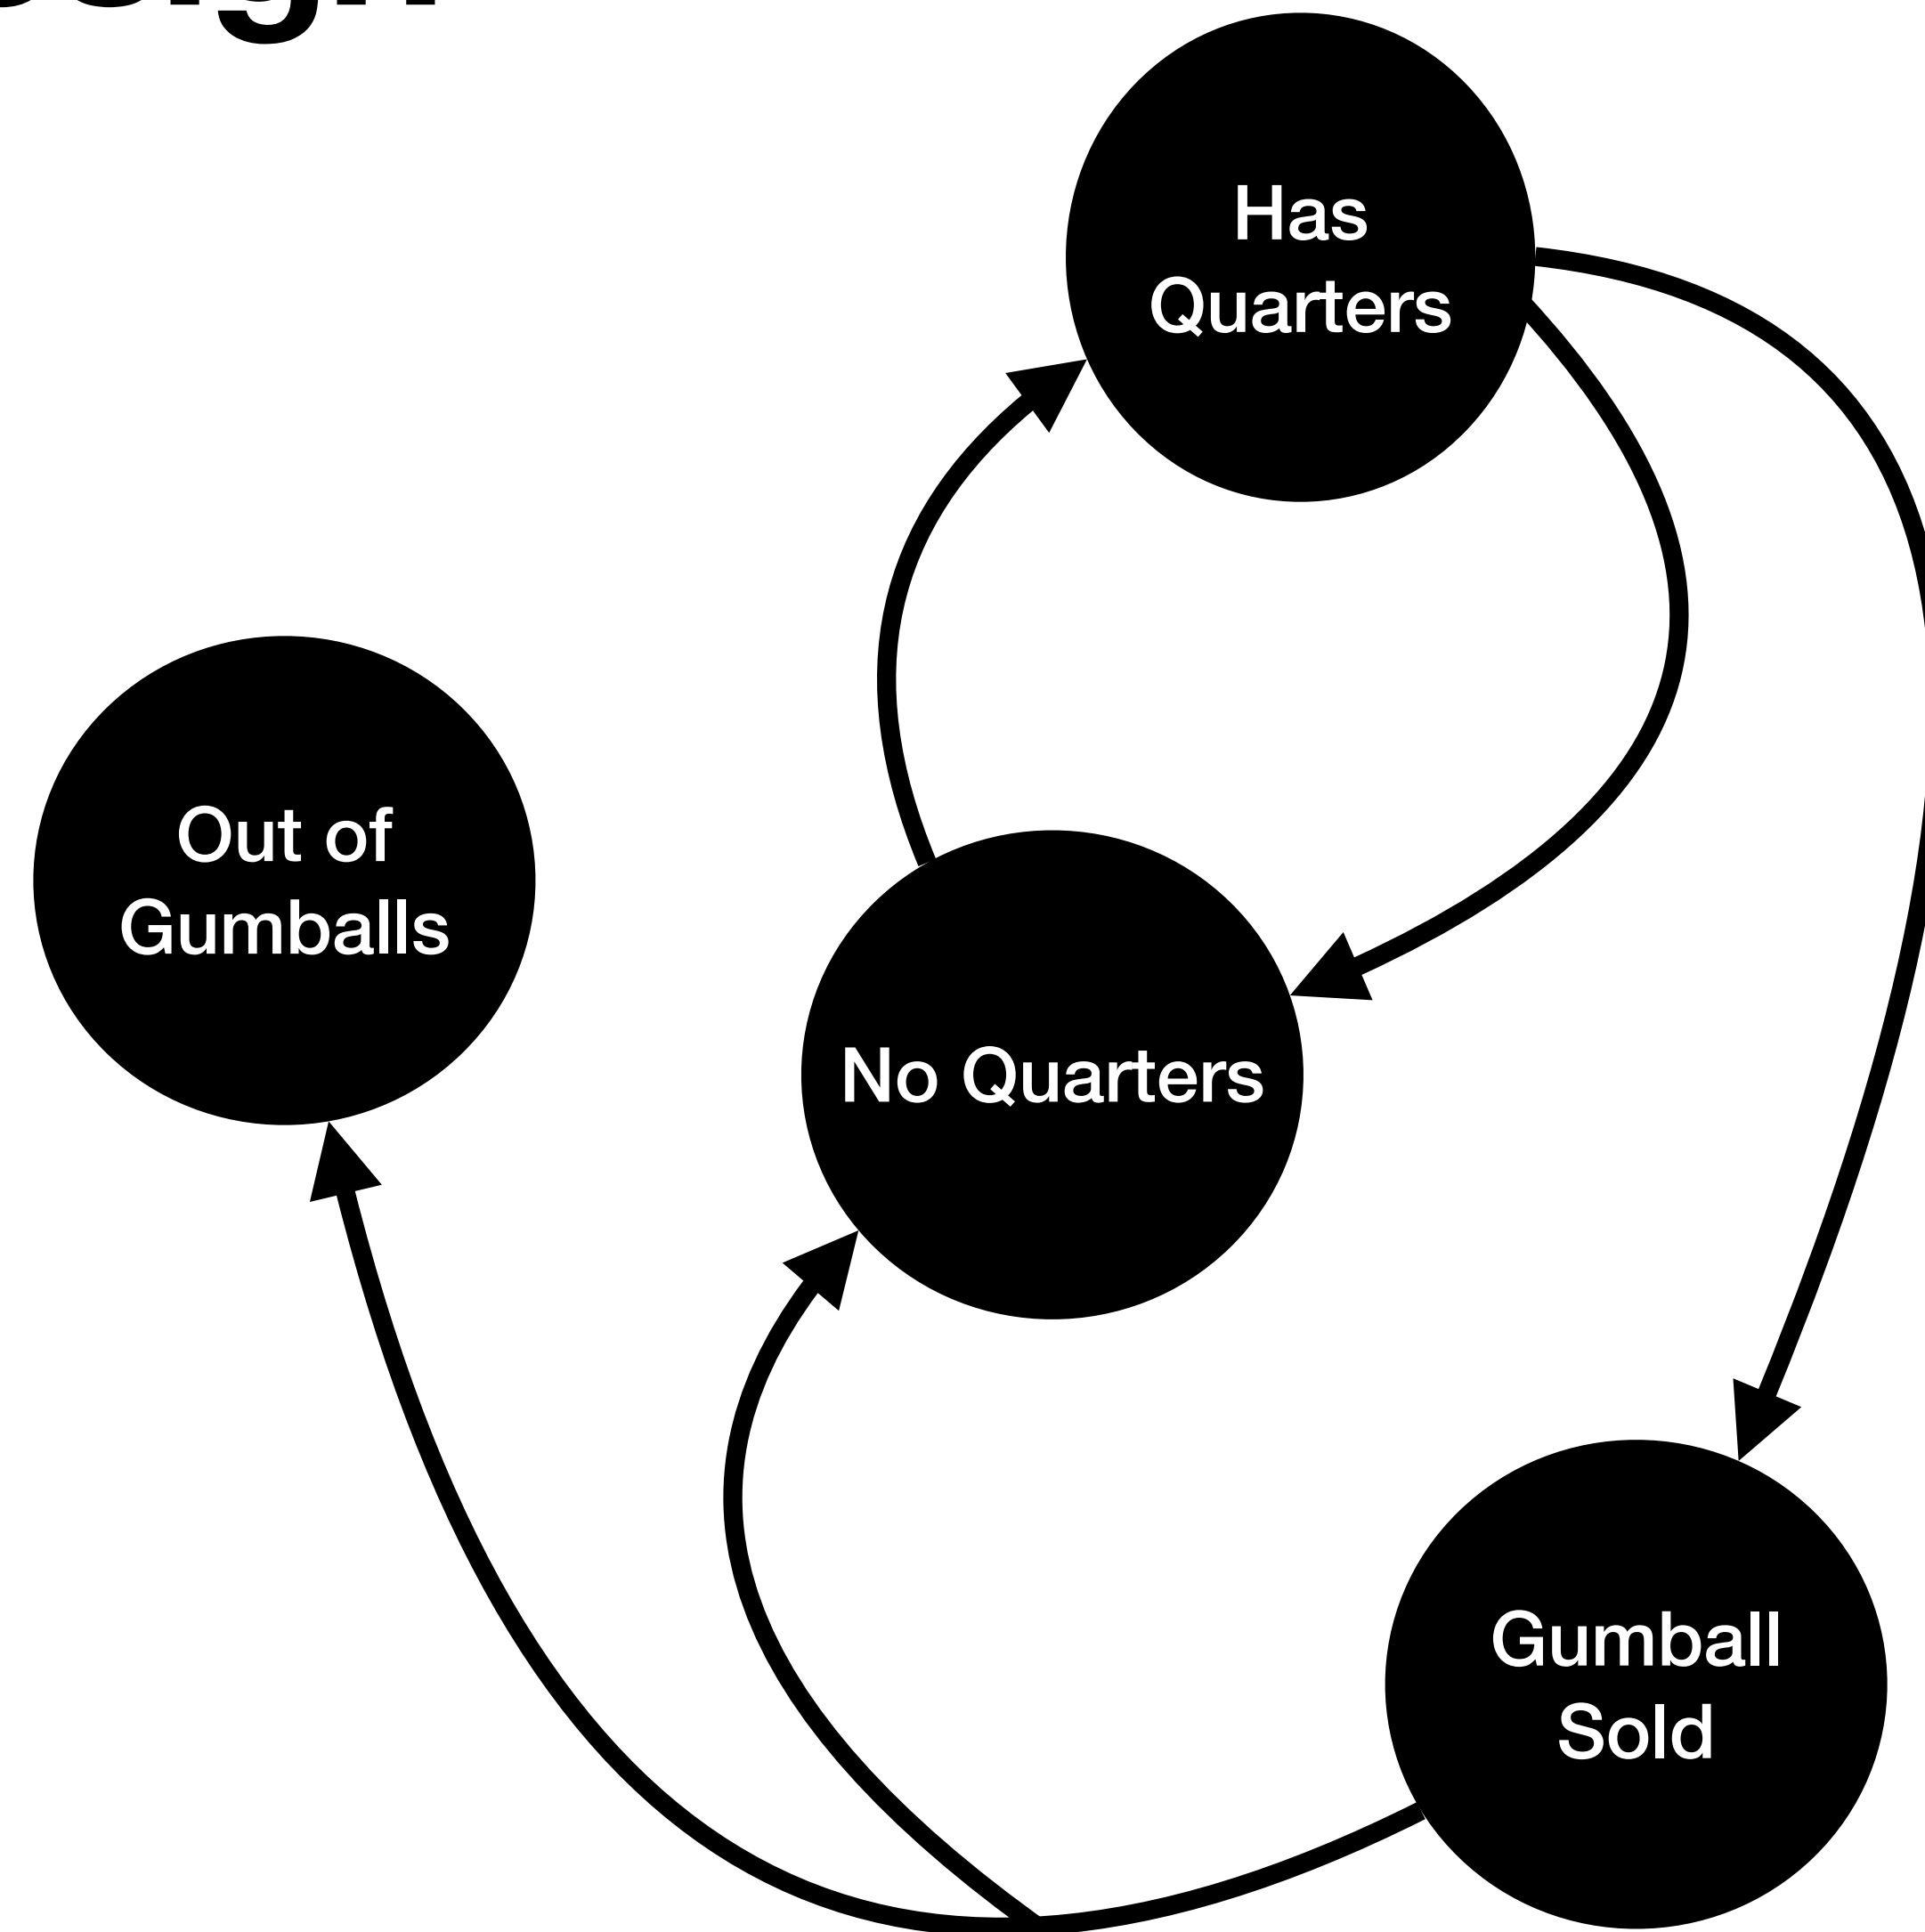 Has
Quarters
Out of
Gumballs
No Quarters
Gumball
Sold